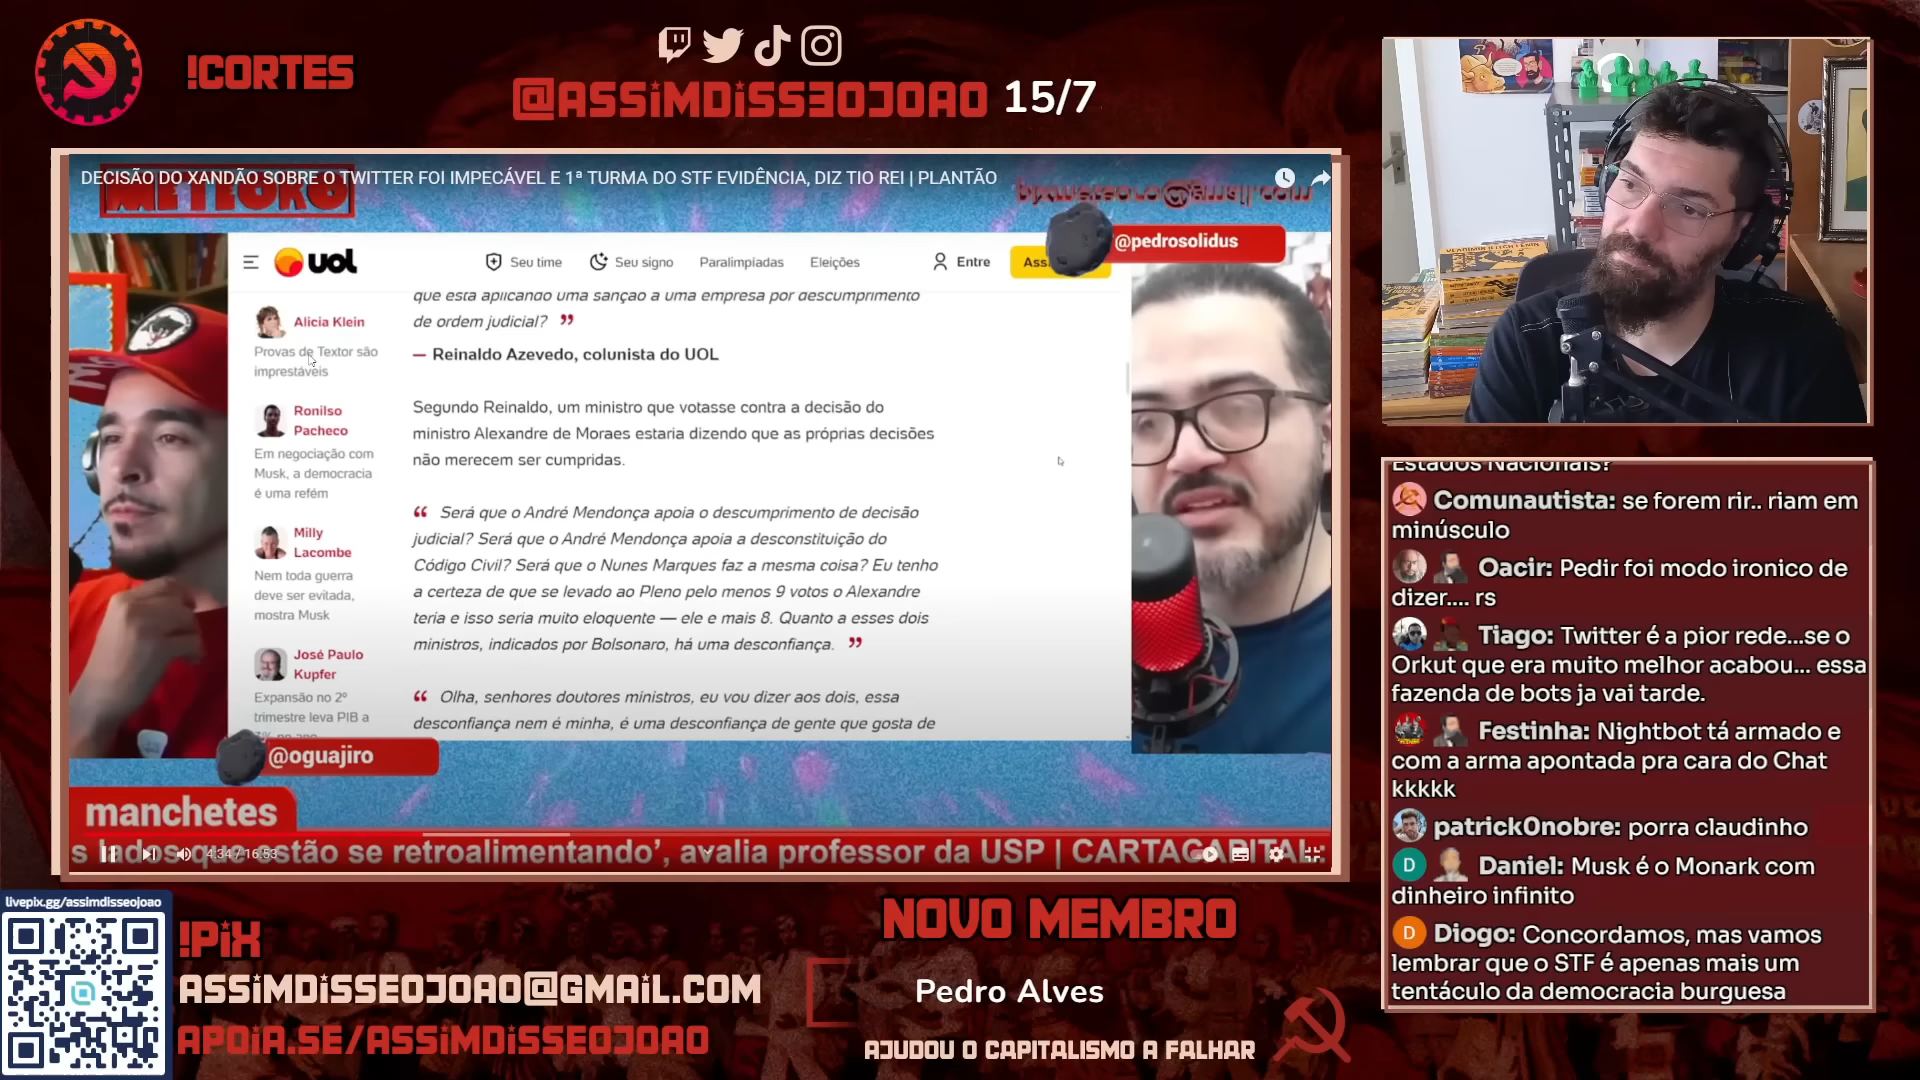 !CORTES
@ASSIMDISSEOJOAO 15/7
DECISÃO DO XANDÃO SOBRE O TWITTER FOI IMPECÁVEL E 1ª TURMA DO STF EVIDÊNCIA, DIZ TIO REI | PLANTÃO
METEORO
@pedrosolidus
UOL
Seu time
Seu signo
Paralimpíadas
Eleições
Entre
Ass
que está aplicando uma sanção a uma empresa por descumprimento
de ordem judicial? ”
— Reinaldo Azevedo, colunista do UOL
Segundo Reinaldo, um ministro que votasse contra a decisão do
ministro Alexandre de Moraes estaria dizendo que as próprias decisões
não merecem ser cumpridas.
“ Será que o André Mendonça apoia o descumprimento de decisão
judicial? Será que o André Mendonça apoia a desconstituição do
Código Civil? Será que o Nunes Marques faz a mesma coisa? Eu tenho
a certeza de que se levado ao Pleno pelo menos 9 votos o Alexandre
teria e isso seria muito eloquente — ele e mais 8. Quanto a esses dois
ministros, indicados por Bolsonaro, há uma desconfiança. ”
“ Olha, senhores doutores ministros, eu vou dizer aos dois, essa
desconfiança nem é minha, é uma desconfiança de gente que gosta de
Alicia Klein
Provas de Textor são
imprestáveis
Ronilso
Pacheco
Em negociação com
Musk, a democracia
é uma refém
Milly
Lacombe
Nem toda guerra
deve ser evitada,
mostra Musk
José Paulo
Kupfer
Expansão no 2º
trimestre leva PIB a
@oguajiro
manchetes
estão se retroalimentando’, avalia professor da USP | CARTACAPITAL:
4:34 / 16:53
Estados Nacionais?
Comunautista: se forem rir.. riam em
minúsculo
Oacir: Pedir foi modo ironico de
dizer.... rs
Tiago: Twitter é a pior rede...se o
Orkut que era muito melhor acabou... essa
fazenda de bots ja vai tarde.
Festinha: Nightbot tá armado e
com a arma apontada pra cara do Chat
kkkkk
patrick0nobre: porra claudinho
D Daniel: Musk é o Monark com
dinheiro infinito
D Diogo: Concordamos, mas vamos
lembrar que o STF é apenas mais um
tentáculo da democracia burguesa
livepix.gg/assimdisseojoao
!PIX
ASSIMDISSEOJOAO@GMAIL.COM
APOIA.SE/ASSIMDISSEOJOAO
NOVO MEMBRO
Pedro Alves
AJUDOU O CAPITALISMO A FALHAR